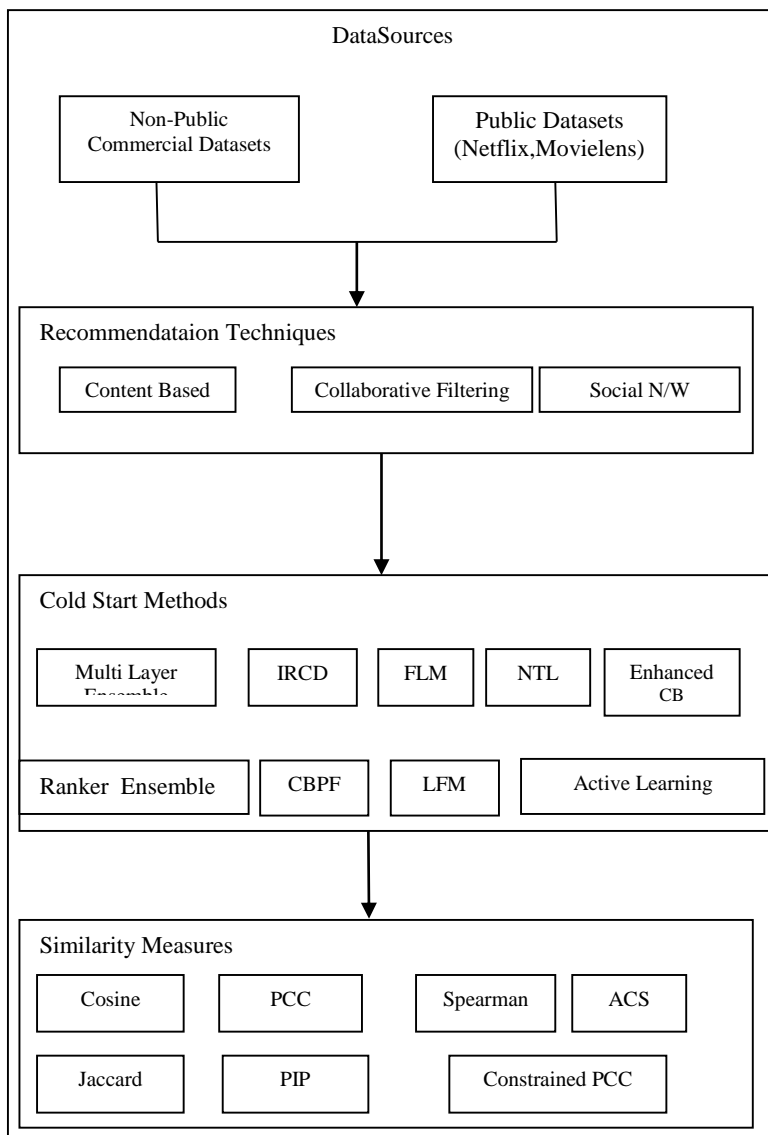 DataSources
Non-Public
Commercial Datasets
Public Datasets
(Netflix,Movielens)
Recommendataion Techniques
Content Based
Collaborative Filtering
Social N/W
Cold Start Methods
Multi Layer
Ensemble
IRCD
FLM
NTL
Enhanced
CB
Ranker Ensemble
CBPF
LFM
Active Learning
Similarity Measures
Cosine
PCC
Spearman
ACS
Jaccard
PIP
Constrained PCC